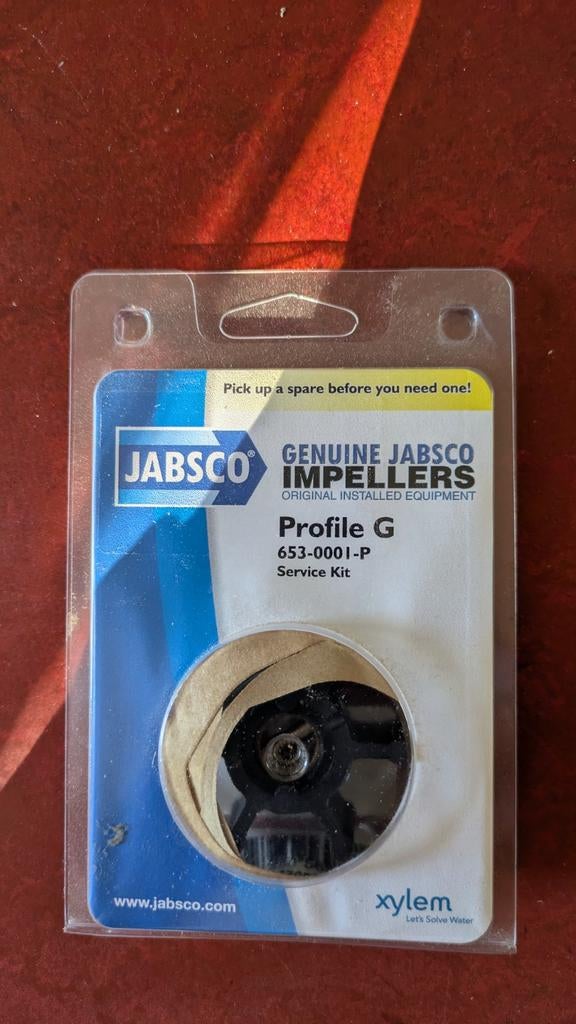 Pick up a spare before you need one!
JABSCO®
GENUINE JABSCO
IMPELLERS
ORIGINAL INSTALLED EQUIPMENT
Profile G
653-0001-P
Service Kit
www.jabsco.com
xylem
Let's Solve Water